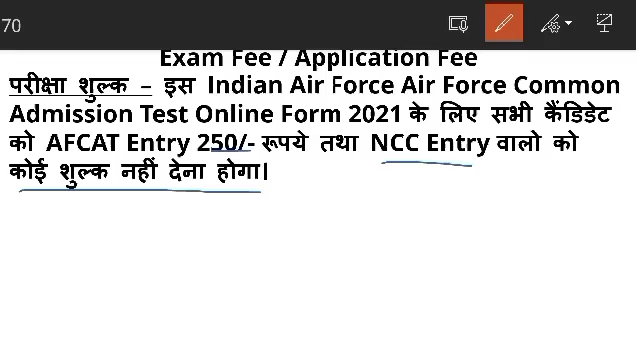 70
Exam Fee / Application Fee
परीक्षा शुल्क – इस Indian Air Force Air Force Common
Admission Test Online Form 2021 के लिए सभी कैंडिडेट
को AFCAT Entry 250/- रूपये तथा NCC Entry वालो को
कोई शुल्क नहीं देना होगा।